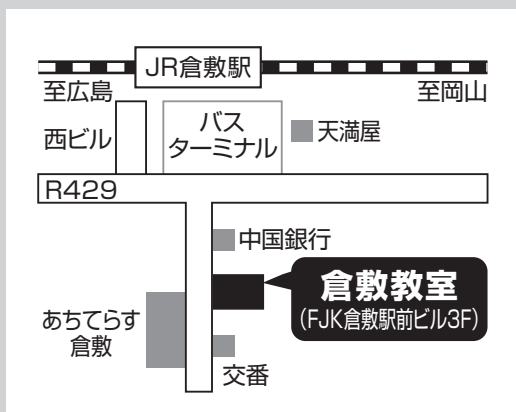 JR倉敷駅
至広島
至岡山
西ビル
バス
ターミナル
天満屋
R429
中国銀行
倉敷教室
(FJK倉敷駅前ビル3F)
あちてらす
倉敷
交番